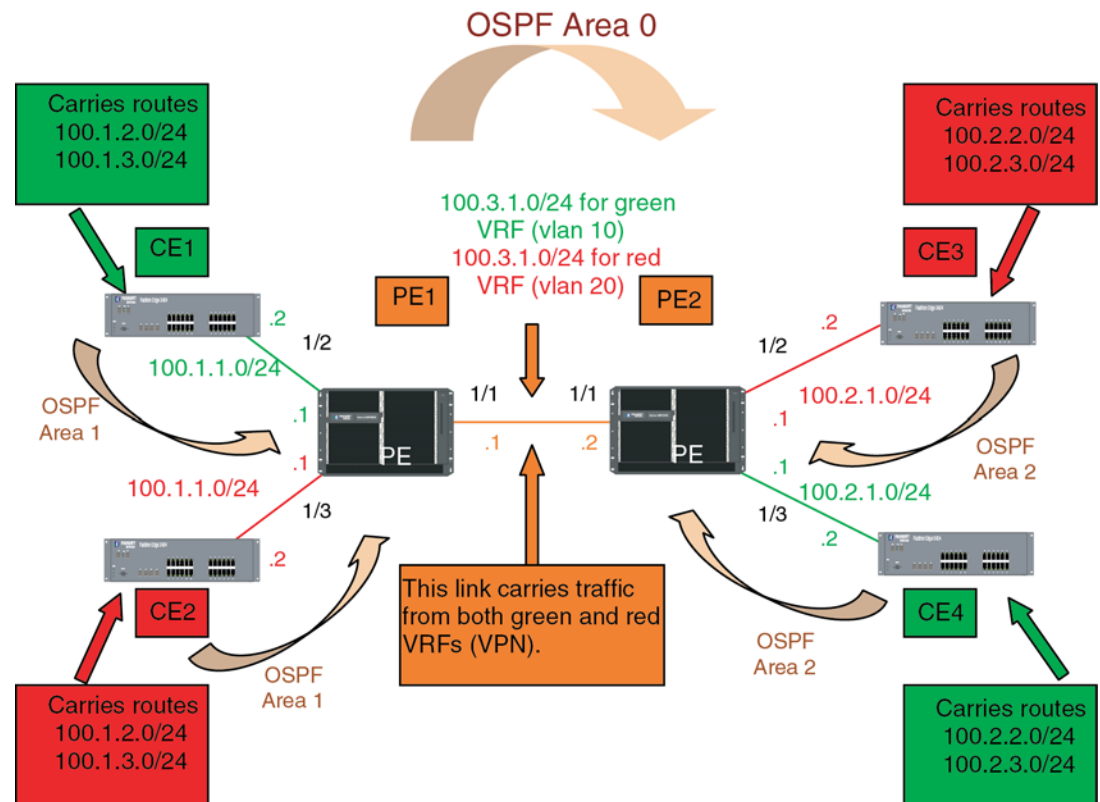 OSPF Area 0
Carries routes
100.1.2.0/24
100.1.3.0/24
Carries routes
100.2.2.0/24
100.2.3.0/24
100.3.1.0/24 for green
VRF (vlan 10)
100.3.1.0/24 for red
VRF (vlan 20)
CE1
CE3
PE1
PE2
.2
1/2
100.1.1.0/24
.2
1/2
100.2.1.0/24
OSPF
Area 1
.1
.1
PE
1/1
1/1
.1
.2
PE
.1
.1
OSPF
Area 2
100.1.1.0/24
1/3
.2
100.2.1.0/24
1/3
.2
CE2
This link carries traffic
from both green and red
VRFs (VPN).
CE4
OSPF
Area 1
OSPF
Area 2
Carries routes
100.1.2.0/24
100.1.3.0/24
Carries routes
100.2.2.0/24
100.2.3.0/24